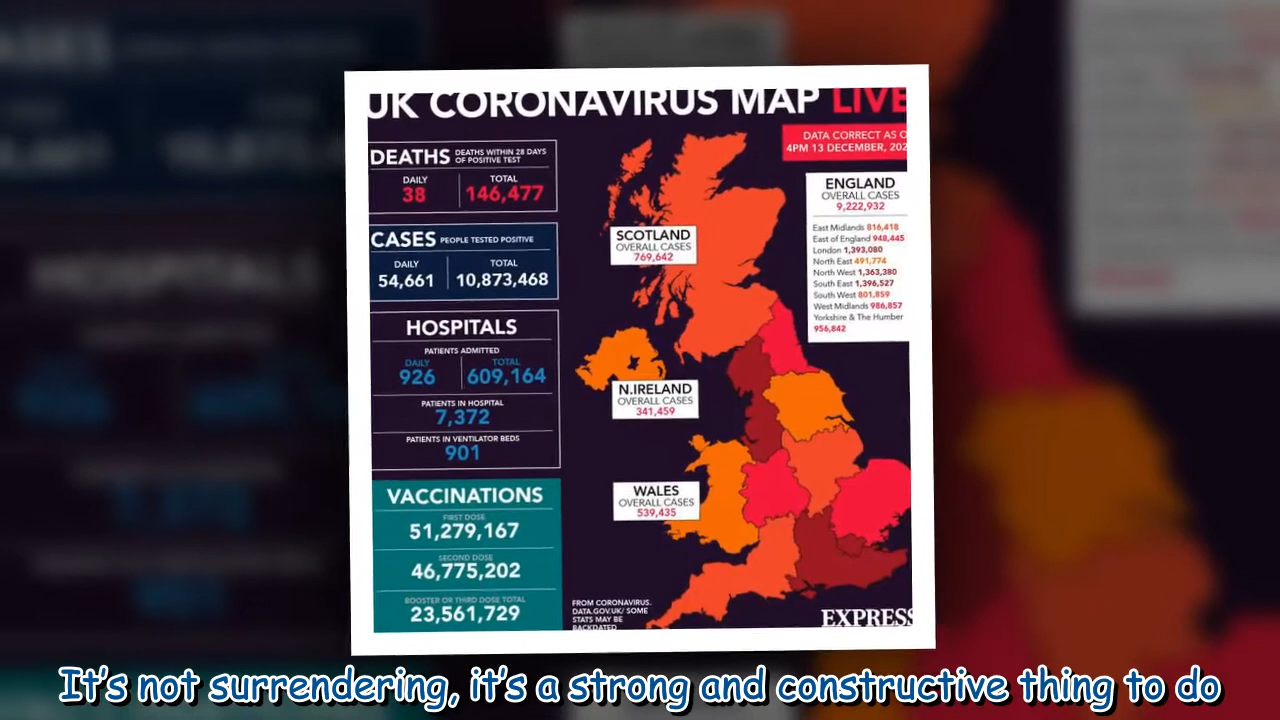 UK CORONAVIRUS MAP LIVE
DATA CORRECT AS O
4PM 13 DECEMBER, 202
DEATHS DEATHS WITHIN 28 DAYS
OF POSITIVE TEST
DAILY TOTAL
38 146,477
CASES PEOPLE TESTED POSITIVE
DAILY TOTAL
54,661 10,873,468
HOSPITALS
PATIENTS ADMITTED
DAILY TOTAL
926 609,164
PATIENTS IN HOSPITAL
7,372
PATIENTS IN VENTILATOR BEDS
901
VACCINATIONS
FIRST DOSE
51,279,167
SECOND DOSE
46,775,202
BOOSTER OR THIRD DOSE TOTAL
23,561,729
SCOTLAND
OVERALL CASES
769,642
N.IRELAND
OVERALL CASES
341,459
WALES
OVERALL CASES
539,435
ENGLAND
OVERALL CASES
9,222,932
East Midlands 816,418
East of England 948,445
London 1,393,080
North East 491,774
North West 1,363,380
South East 1,396,527
South West 801,859
West Midlands 986,857
Yorkshire & The Humber
956,842
FROM CORONAVIRUS.
DATA.GOV.UK/ SOME
STATS MAY BE
BACKDATED
EXPRESS
It's not surrendering, it's a strong and constructive thing to do